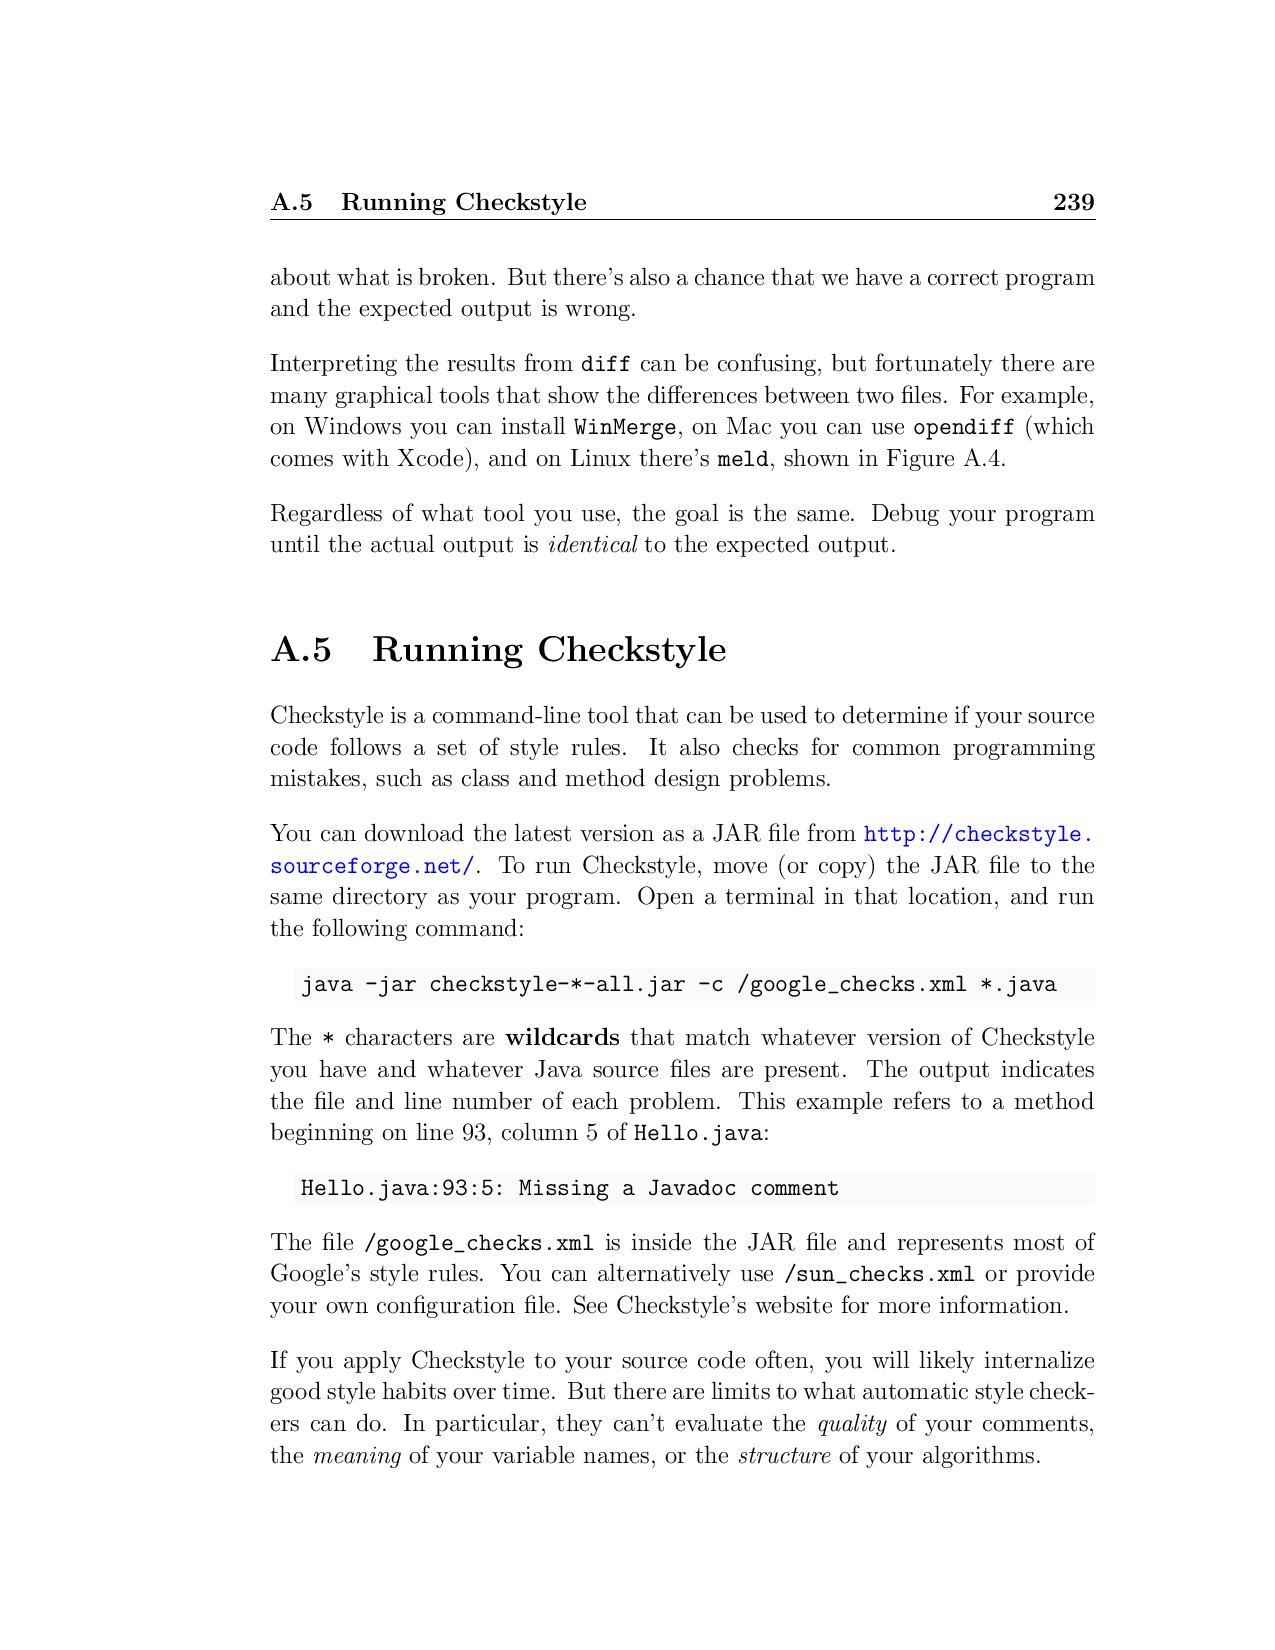 A.5 Running Checkstyle 239
about what is broken. But there's also a chance that we have a correct program
and the expected output is wrong.
Interpreting the results from diff can be confusing, but fortunately there are
many graphical tools that show the differences between two files. For example,
on Windows you can install WinMerge, on Mac you can use opendiff (which
comes with Xcode), and on Linux there's meld, shown in Figure A.4.
Regardless of what tool you use, the goal is the same. Debug your program
until the actual output is identical to the expected output.
A.5 Running Checkstyle
Checkstyle is a command-line tool that can be used to determine if your source
code follows a set of style rules. It also checks for common programming
mistakes, such as class and method design problems.
You can download the latest version as a JAR file from http://checkstyle.
sourceforge.net/. To run Checkstyle, move (or copy) the JAR file to the
same directory as your program. Open a terminal in that location, and run
the following command:
java -jar checkstyle-*-all.jar -c /google_checks.xml *.java
The * characters are wildcards that match whatever version of Checkstyle
you have and whatever Java source files are present. The output indicates
the file and line number of each problem. This example refers to a method
beginning on line 93, column 5 of Hello.java:
Hello.java:93:5: Missing a Javadoc comment
The file /google_checks.xml is inside the JAR file and represents most of
Google's style rules. You can alternatively use /sun_checks.xml or provide
your own configuration file. See Checkstyle's website for more information.
If you apply Checkstyle to your source code often, you will likely internalize
good style habits over time. But there are limits to what automatic style check-
ers can do. In particular, they can't evaluate the quality of your comments,
the meaning of your variable names, or the structure of your algorithms.